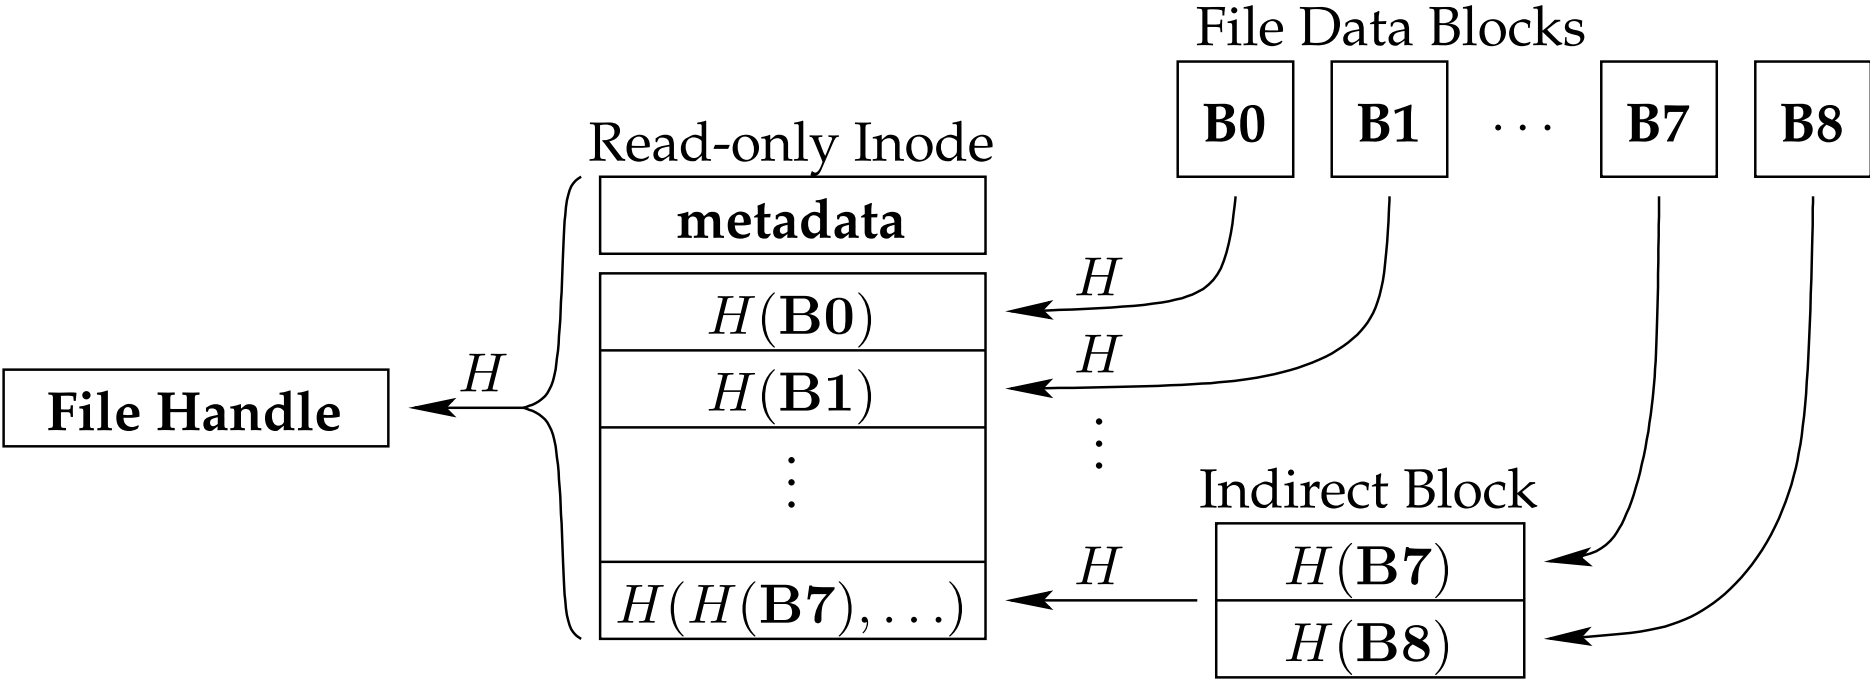 File Data Blocks
B0 B1 ··· B7 B8
Read-only Inode
metadata
H
H(B0)
H
H
H(B1)
File Handle
⋮
⋮
Indirect Block
H
H(B7)
H(H(B7), ...)
H(B8)